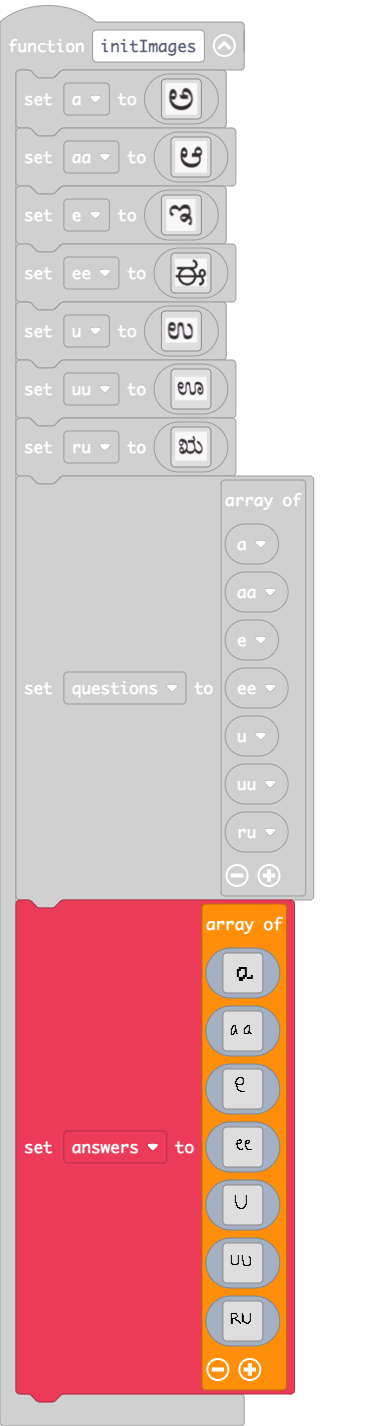 function initImages
set a to ಅ
set aa to ಆ
set e to ಇ
set ee to ಈ
set u to ಉ
set uu to ಊ
set ru to ಋ
array of
a
aa
e
set questions to ee
u
uu
ru
array of
a
aa
e
set answers to ee
U
UU
RU